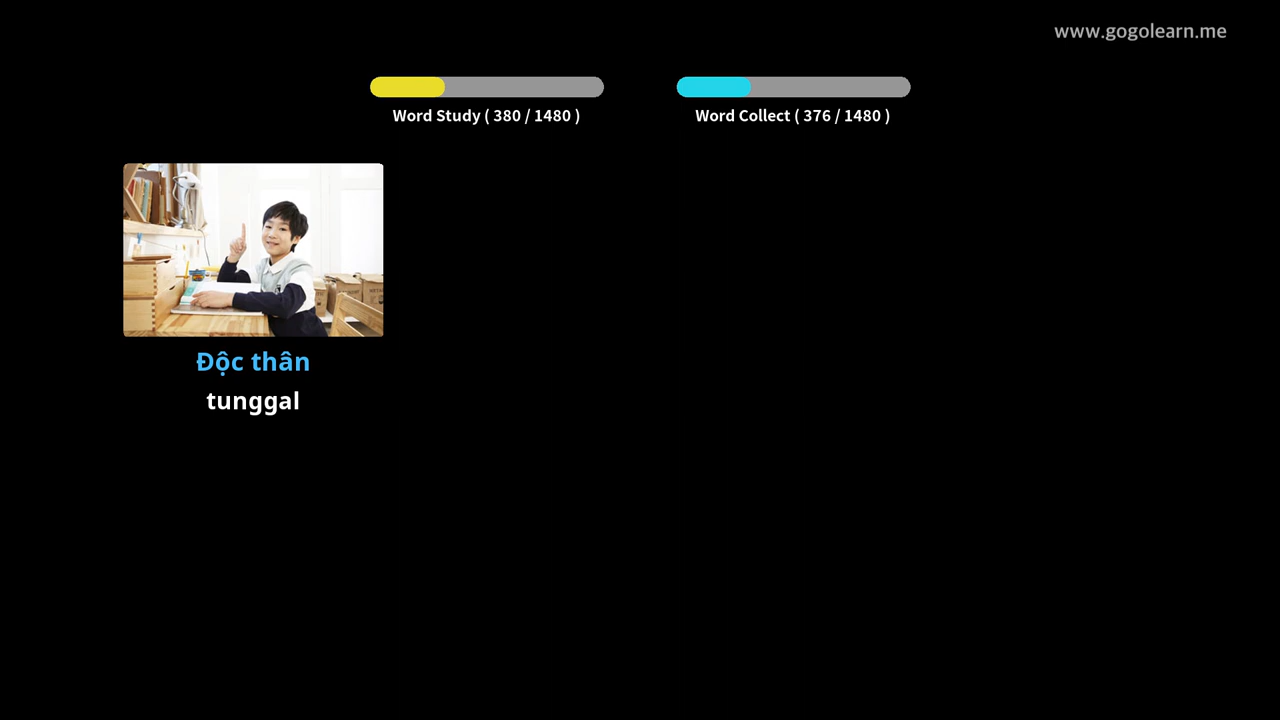 www.gogolearn.me
Word Study ( 380 / 1480 )
Word Collect ( 376 / 1480 )
Độc thân
tunggal